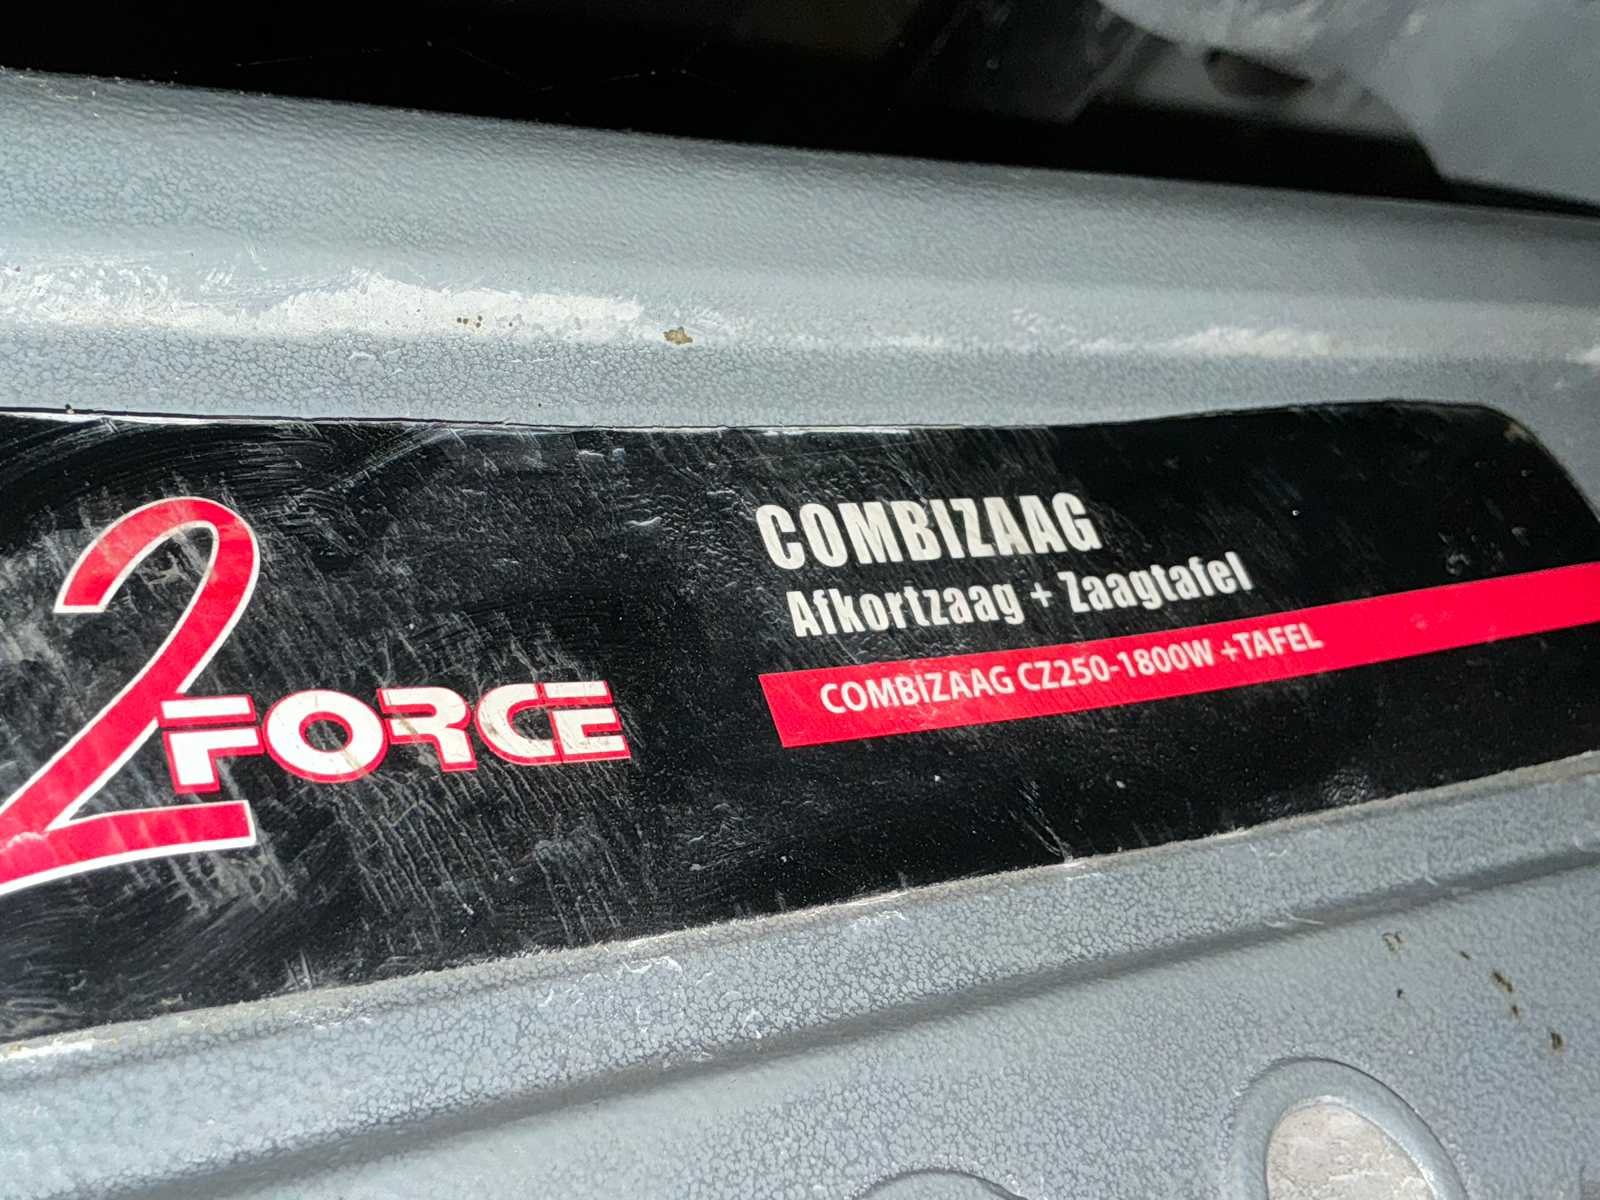 2FORCE
COMBIZAAG
Afkortzaag + Zaagtafel
COMBIZAAG CZ250-1800W +TAFEL